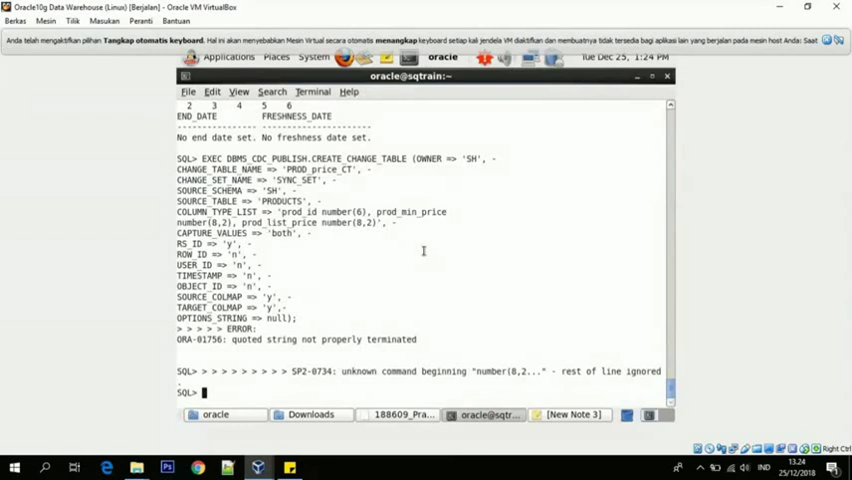 Oracle10g Data Warehouse (Linux) [Berjalan] - Oracle VM VirtualBox
Berkas Mesin Tilik Masukan Peranti Bantuan
Anda telah mengaktifkan pilihan Tangkap otomatis keyboard. Hal ini akan menyebabkan Mesin Virtual secara otomatis menangkap keyboard setiap kali jendela VM diaktifkan dan membuatnya tidak tersedia bagi aplikasi lain yang berjalan pada mesin host Anda: Saat
Applications Places System oracle Tue Dec 25, 1:24 PM
oracle@sqtrain:~
File Edit View Search Terminal Help
2 3 4 5 6
END_DATE FRESHNESS_DATE
---------------- ---------------------
No end date set. No freshness date set.
SQL> EXEC DBMS_CDC_PUBLISH.CREATE_CHANGE_TABLE (OWNER => 'SH', -
CHANGE_TABLE_NAME => 'PROD_price_CT', -
CHANGE_SET_NAME => 'SYNC_SET', -
SOURCE_SCHEMA => 'SH', -
SOURCE_TABLE => 'PRODUCTS', -
COLUMN_TYPE_LIST => 'prod_id number(6), prod_min_price
number(8,2), prod_list_price number(8,2)', -
CAPTURE_VALUES => 'both', -
RS_ID => 'y', -
ROW_ID => 'n', -
USER_ID => 'n', -
TIMESTAMP => 'n', -
OBJECT_ID => 'n', -
SOURCE_COLMAP => 'y', -
TARGET_COLMAP => 'y',-
OPTIONS_STRING => null);
> > > > > ERROR:
ORA-01756: quoted string not properly terminated
SQL> > > > > > > > > > > SP2-0734: unknown command beginning "number(8,2..." - rest of line ignored
.
SQL>
oracle Downloads 188609_Pra... oracle@sqtr... [New Note 3]
Right Ctrl
IND 13.24
25/12/2018